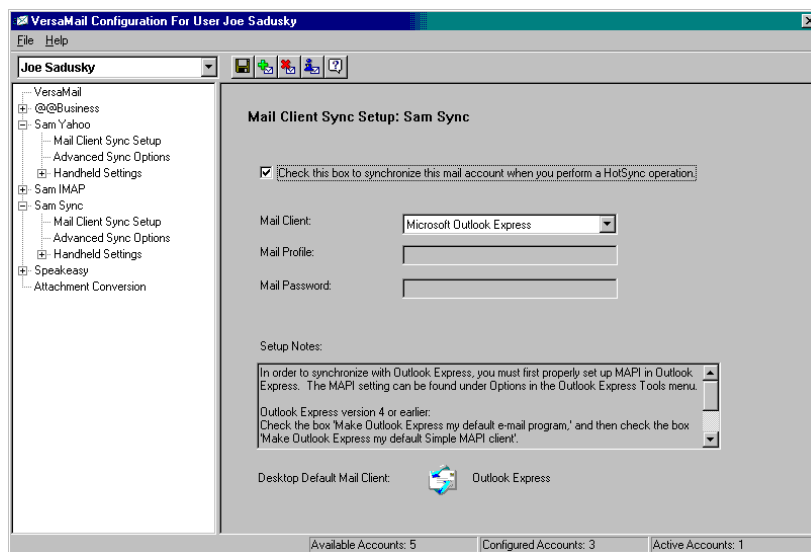 VersaMail Configuration For User Joe Sadusky
File Help
Joe Sadusky
VersaMail
@@Business
Sam Yahoo
Mail Client Sync Setup
Advanced Sync Options
Handheld Settings
Sam IMAP
Sam Sync
Mail Client Sync Setup
Advanced Sync Options
Handheld Settings
Speakeasy
Attachment Conversion
Mail Client Sync Setup: Sam Sync
Check this box to synchronize this mail account when you perform a HotSync operation.
Mail Client: Microsoft Outlook Express
Mail Profile:
Mail Password:
Setup Notes:
In order to synchronize with Outlook Express, you must first properly set up MAPI in Outlook
Express. The MAPI setting can be found under Options in the Outlook Express Tools menu.
Outlook Express version 4 or earlier:
Check the box 'Make Outlook Express my default e-mail program,' and then check the box
'Make Outlook Express my default Simple MAPI client'.
Desktop Default Mail Client: Outlook Express
Available Accounts: 5 Configured Accounts: 3 Active Accounts: 1